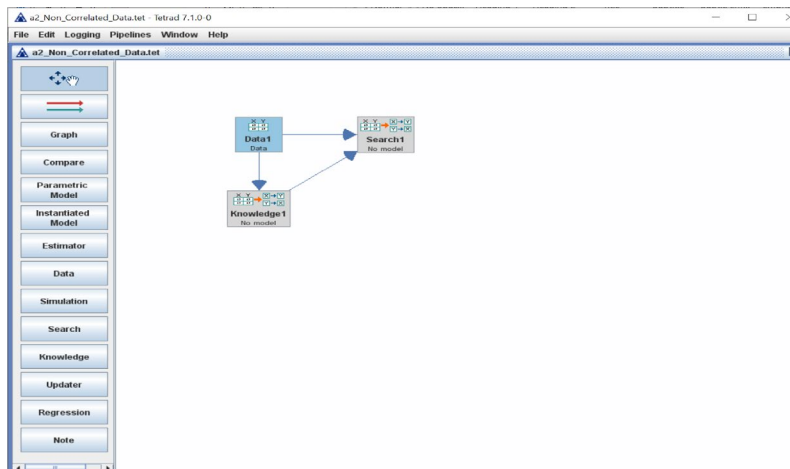 a2_Non_Correlated_Data.tet - Tetrad 7.1.0-0
File Edit Logging Pipelines Window Help
a2_Non_Correlated_Data.tet
Graph
Compare
Parametric
Model
Instantiated
Model
Estimator
Data
Simulation
Search
Knowledge
Updater
Regression
Note
X Y
Data1
Data
X Y X→Y
Y→X
Search1
No model
X Y X→Y
Y→X
Knowledge1
No model